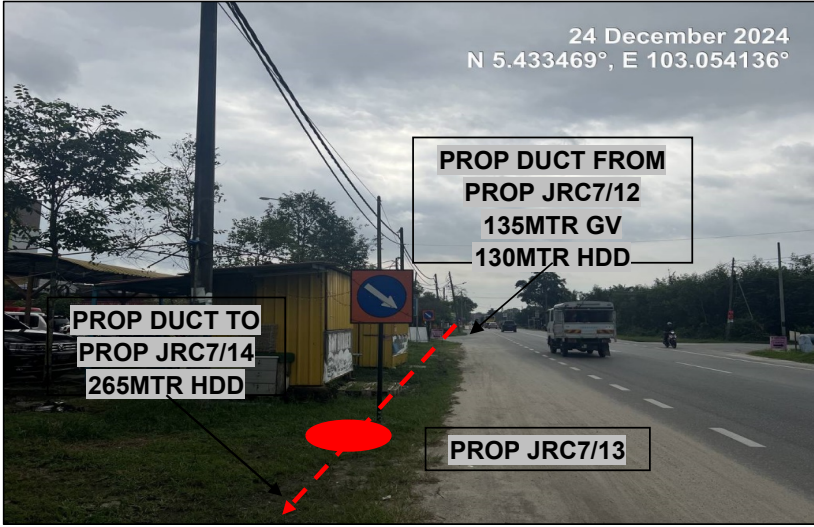 24 December 2024
N 5.433469°, E 103.054136°
PROP DUCT FROM
PROP JRC7/12
135MTR GV
130MTR HDD
PROP DUCT TO
PROP JRC7/14
265MTR HDD
PROP JRC7/13